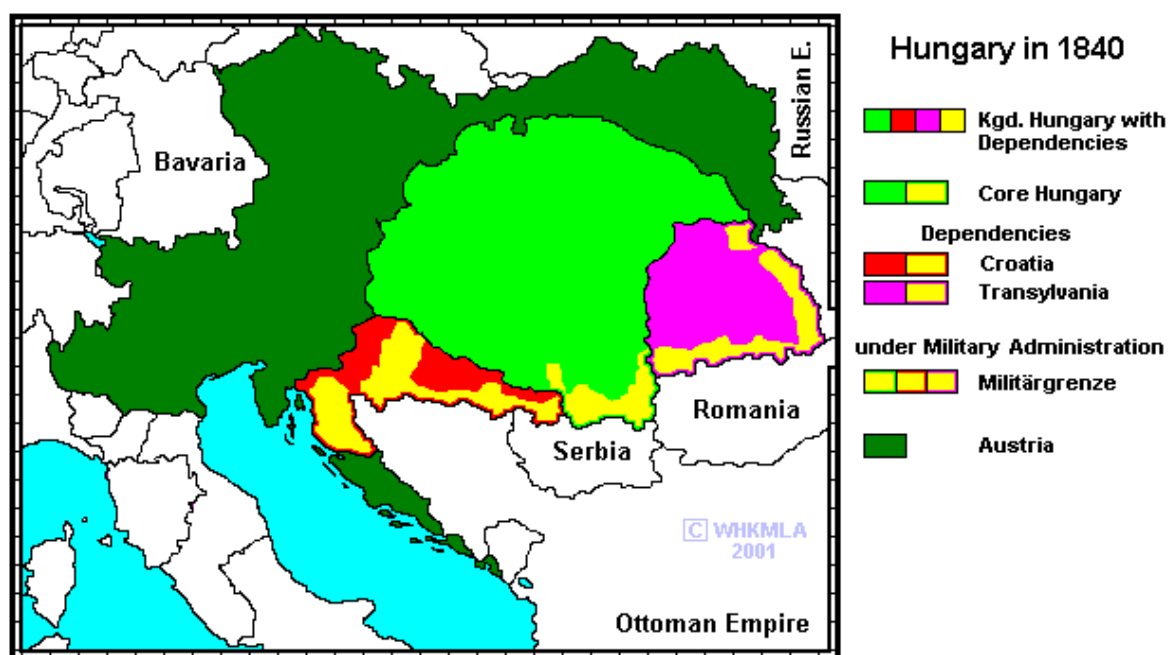 Hungary in 1840
Kgd. Hungary with
Dependencies
Core Hungary
Dependencies
Croatia
Transylvania
under Military Administration
Militärgrenze
Austria
Russian E.
Bavaria
Romania
Serbia
C WHKMLA
2001
Ottoman Empire